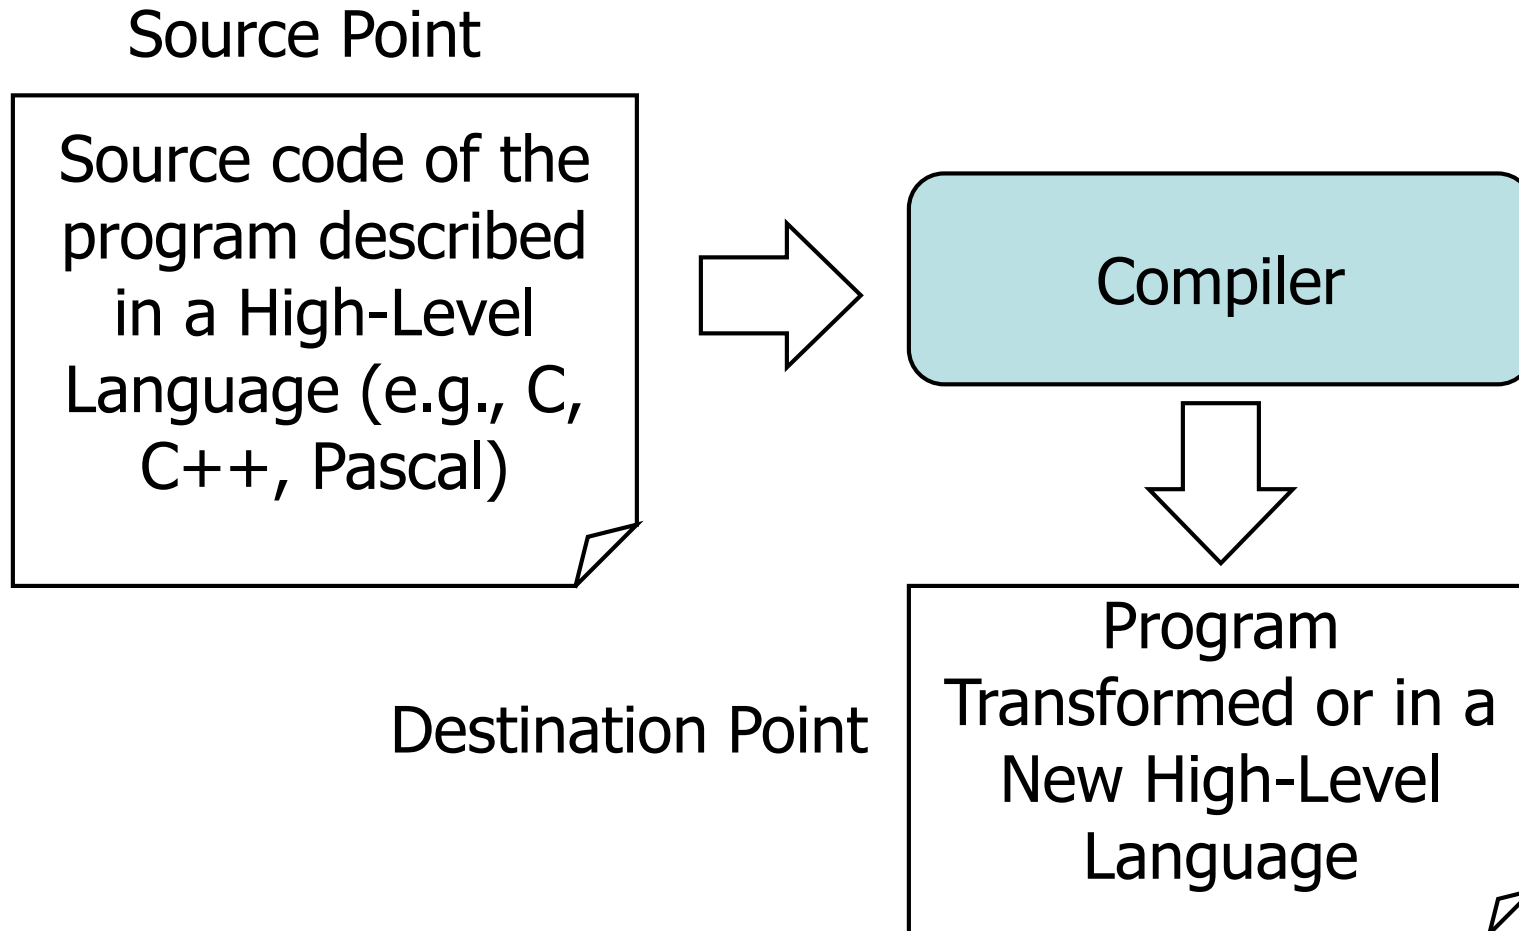 Source Point
Source code of the
program described
in a High-Level
Language (e.g., C,
C++, Pascal)
Compiler
Destination Point
Program
Transformed or in a
New High-Level
Language